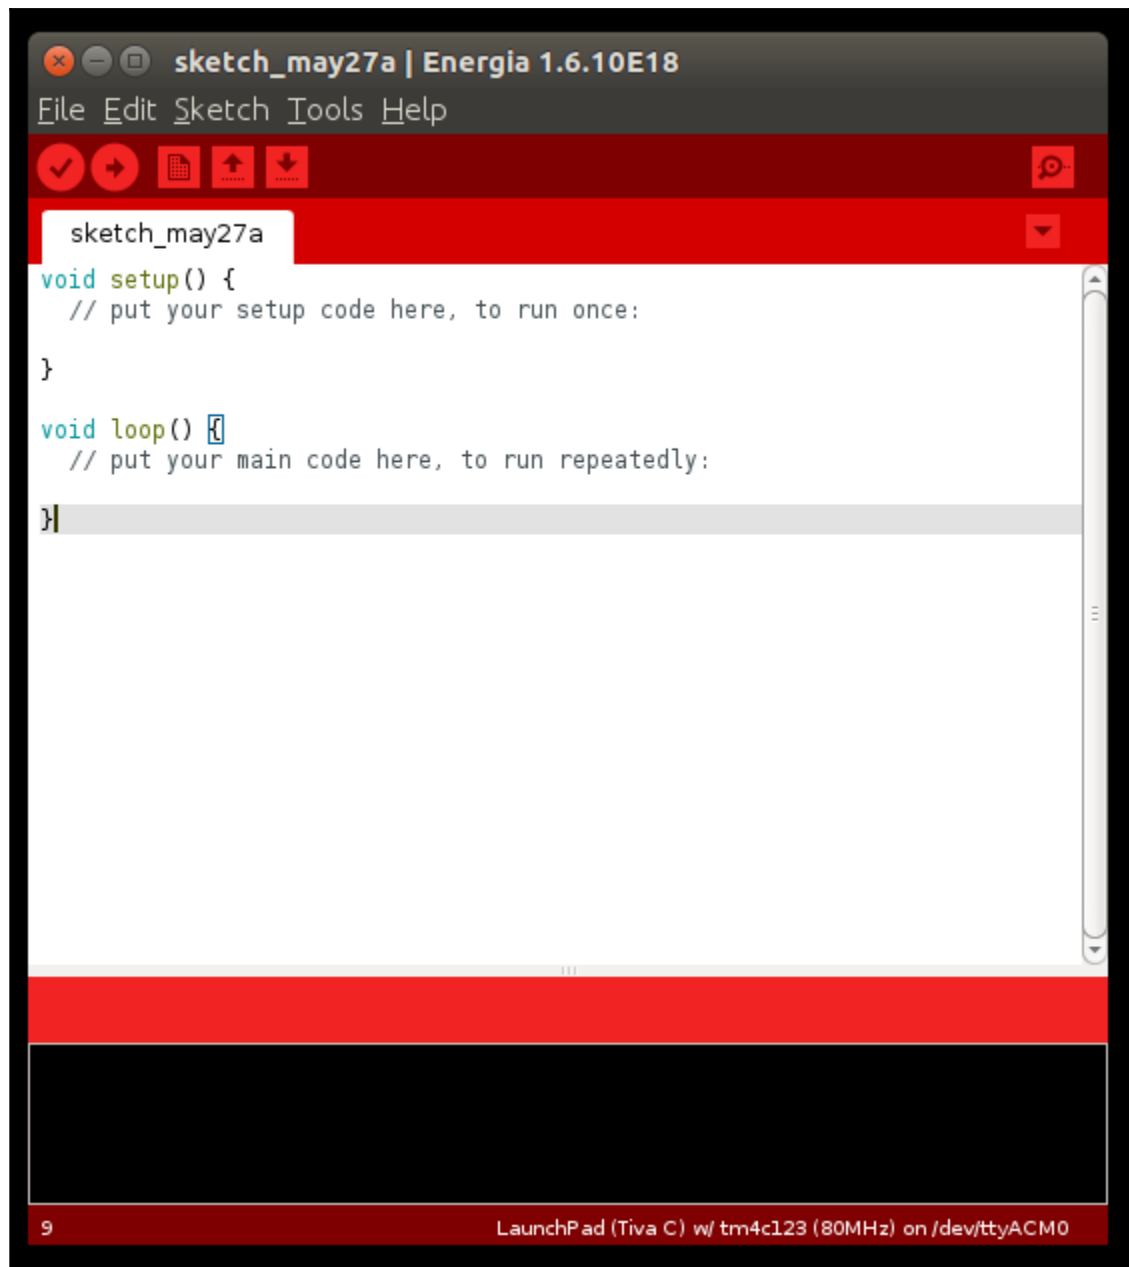 sketch_may27a | Energia 1.6.10E18
File Edit Sketch Tools Help
sketch_may27a
void setup() {
  // put your setup code here, to run once:
}
void loop() {
  // put your main code here, to run repeatedly:
}
9 LaunchPad (Tiva C) w/ tm4c123 (80MHz) on /dev/ttyACM0